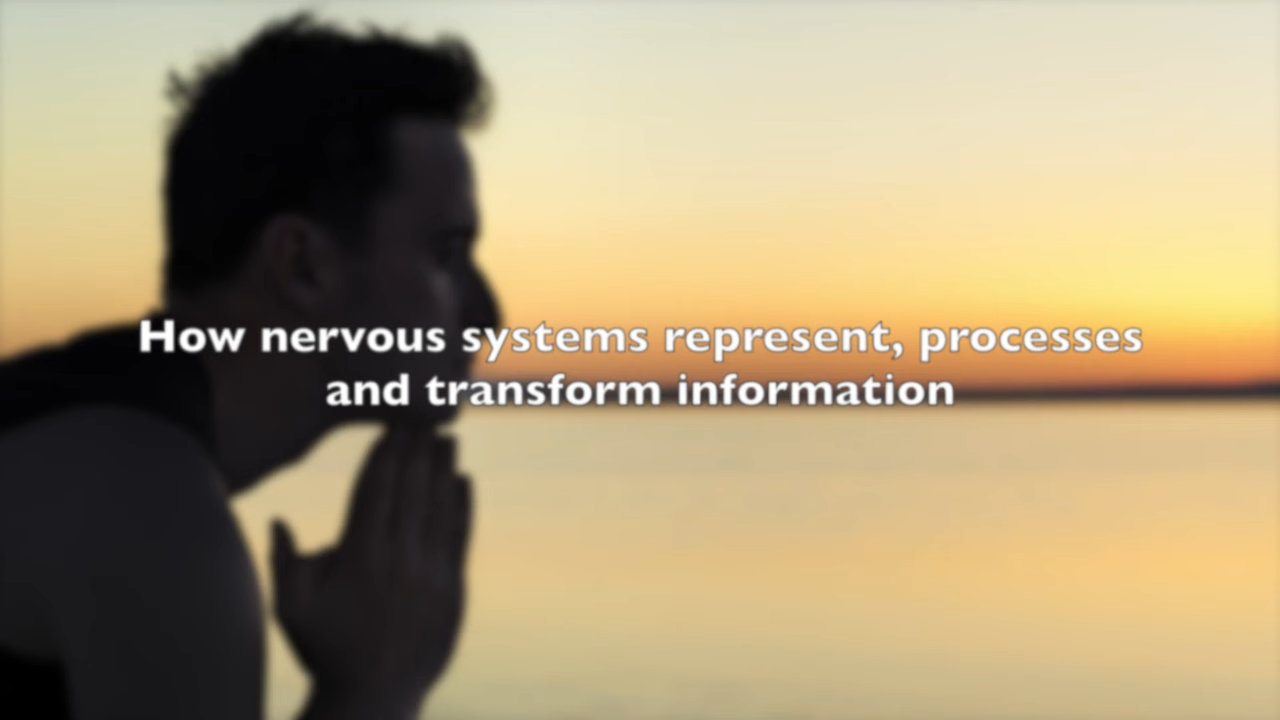 How nervous systems represent, processes
and transform information